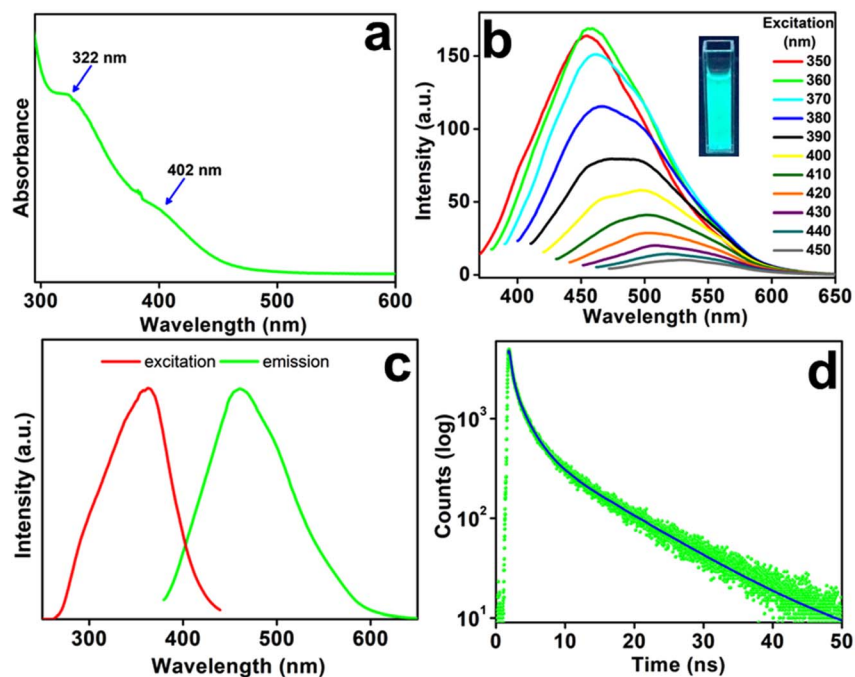 a
322 nm
402 nm
Absorbance
300 400 500 600
Wavelength (nm)
b
Excitation
(nm)
350
360
370
380
390
400
410
420
430
440
450
Intensity (a.u.)
150
100
50
0
400 450 500 550 600 650
Wavelength (nm)
c
excitation emission
Intensity (a.u.)
300 400 500 600
Wavelength (nm)
d
Counts (log)
10³
10²
10¹
0 10 20 30 40 50
Time (ns)